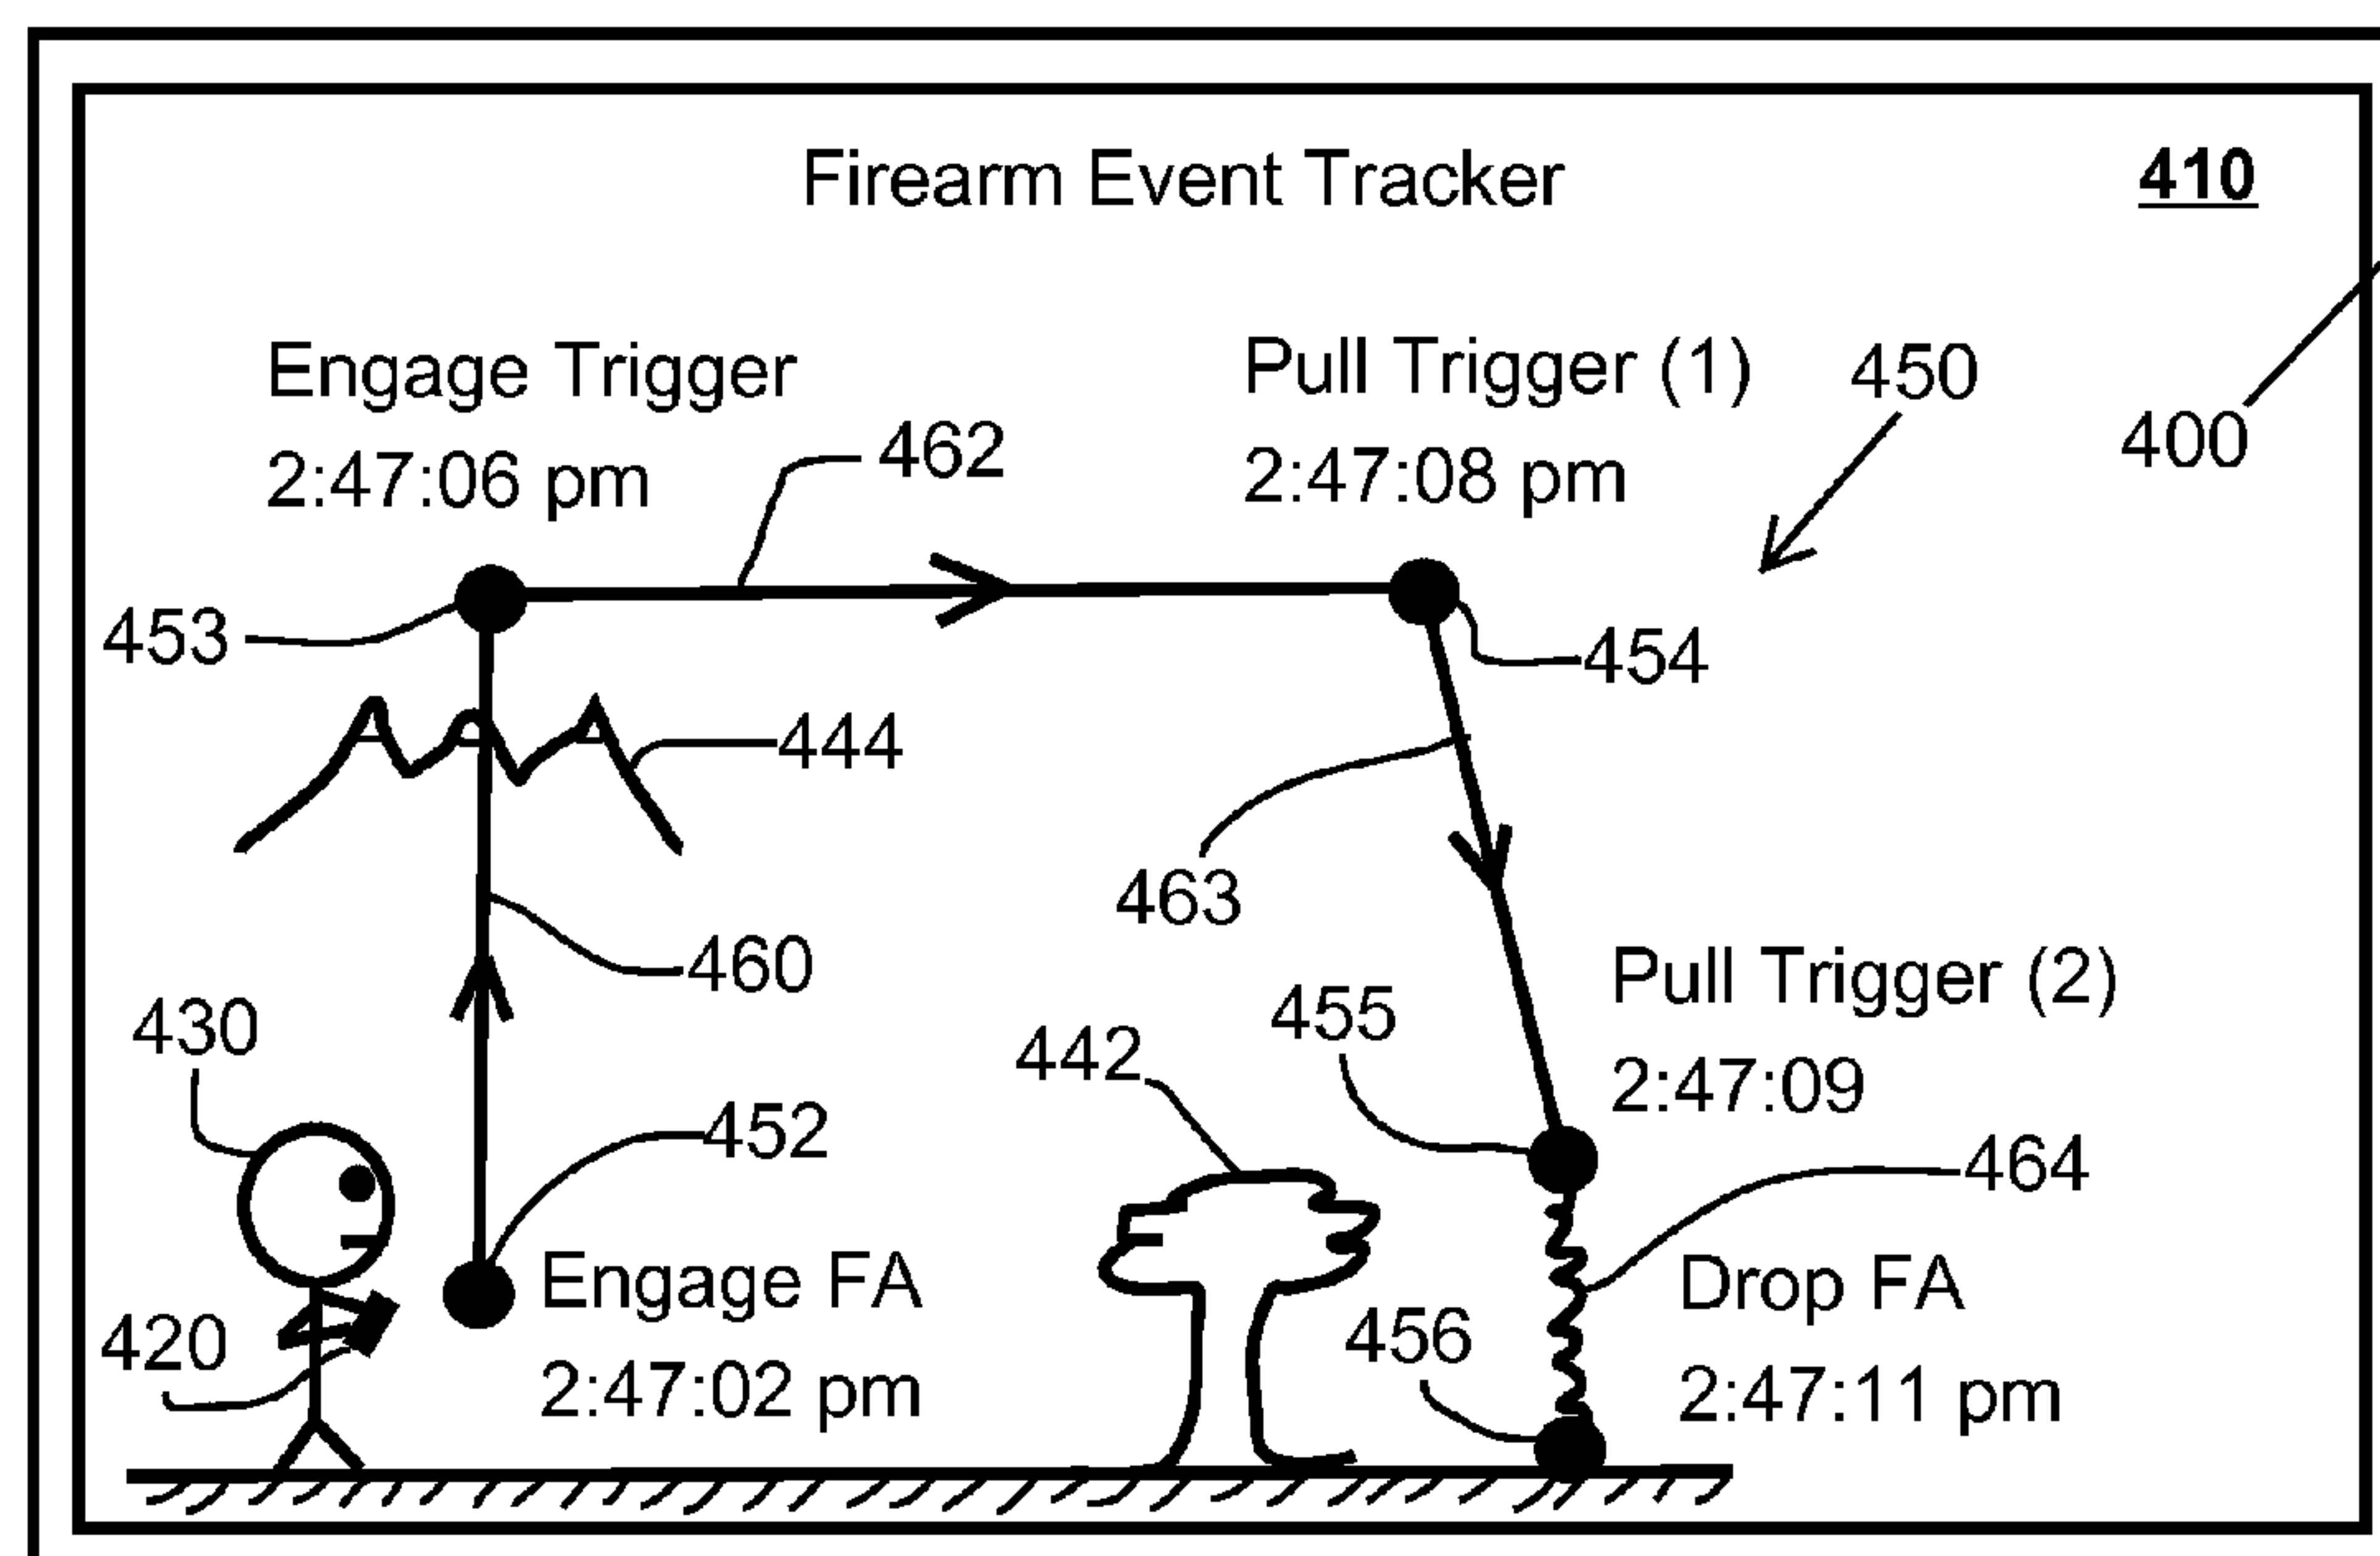 Firearm Event Tracker
410
Engage Trigger
2:47:06 pm
462
Pull Trigger (1)
2:47:08 pm
450
400
453
454
444
463
460
430
452
442
455
Pull Trigger (2)
2:47:09
464
420
Engage FA
2:47:02 pm
456
Drop FA
2:47:11 pm